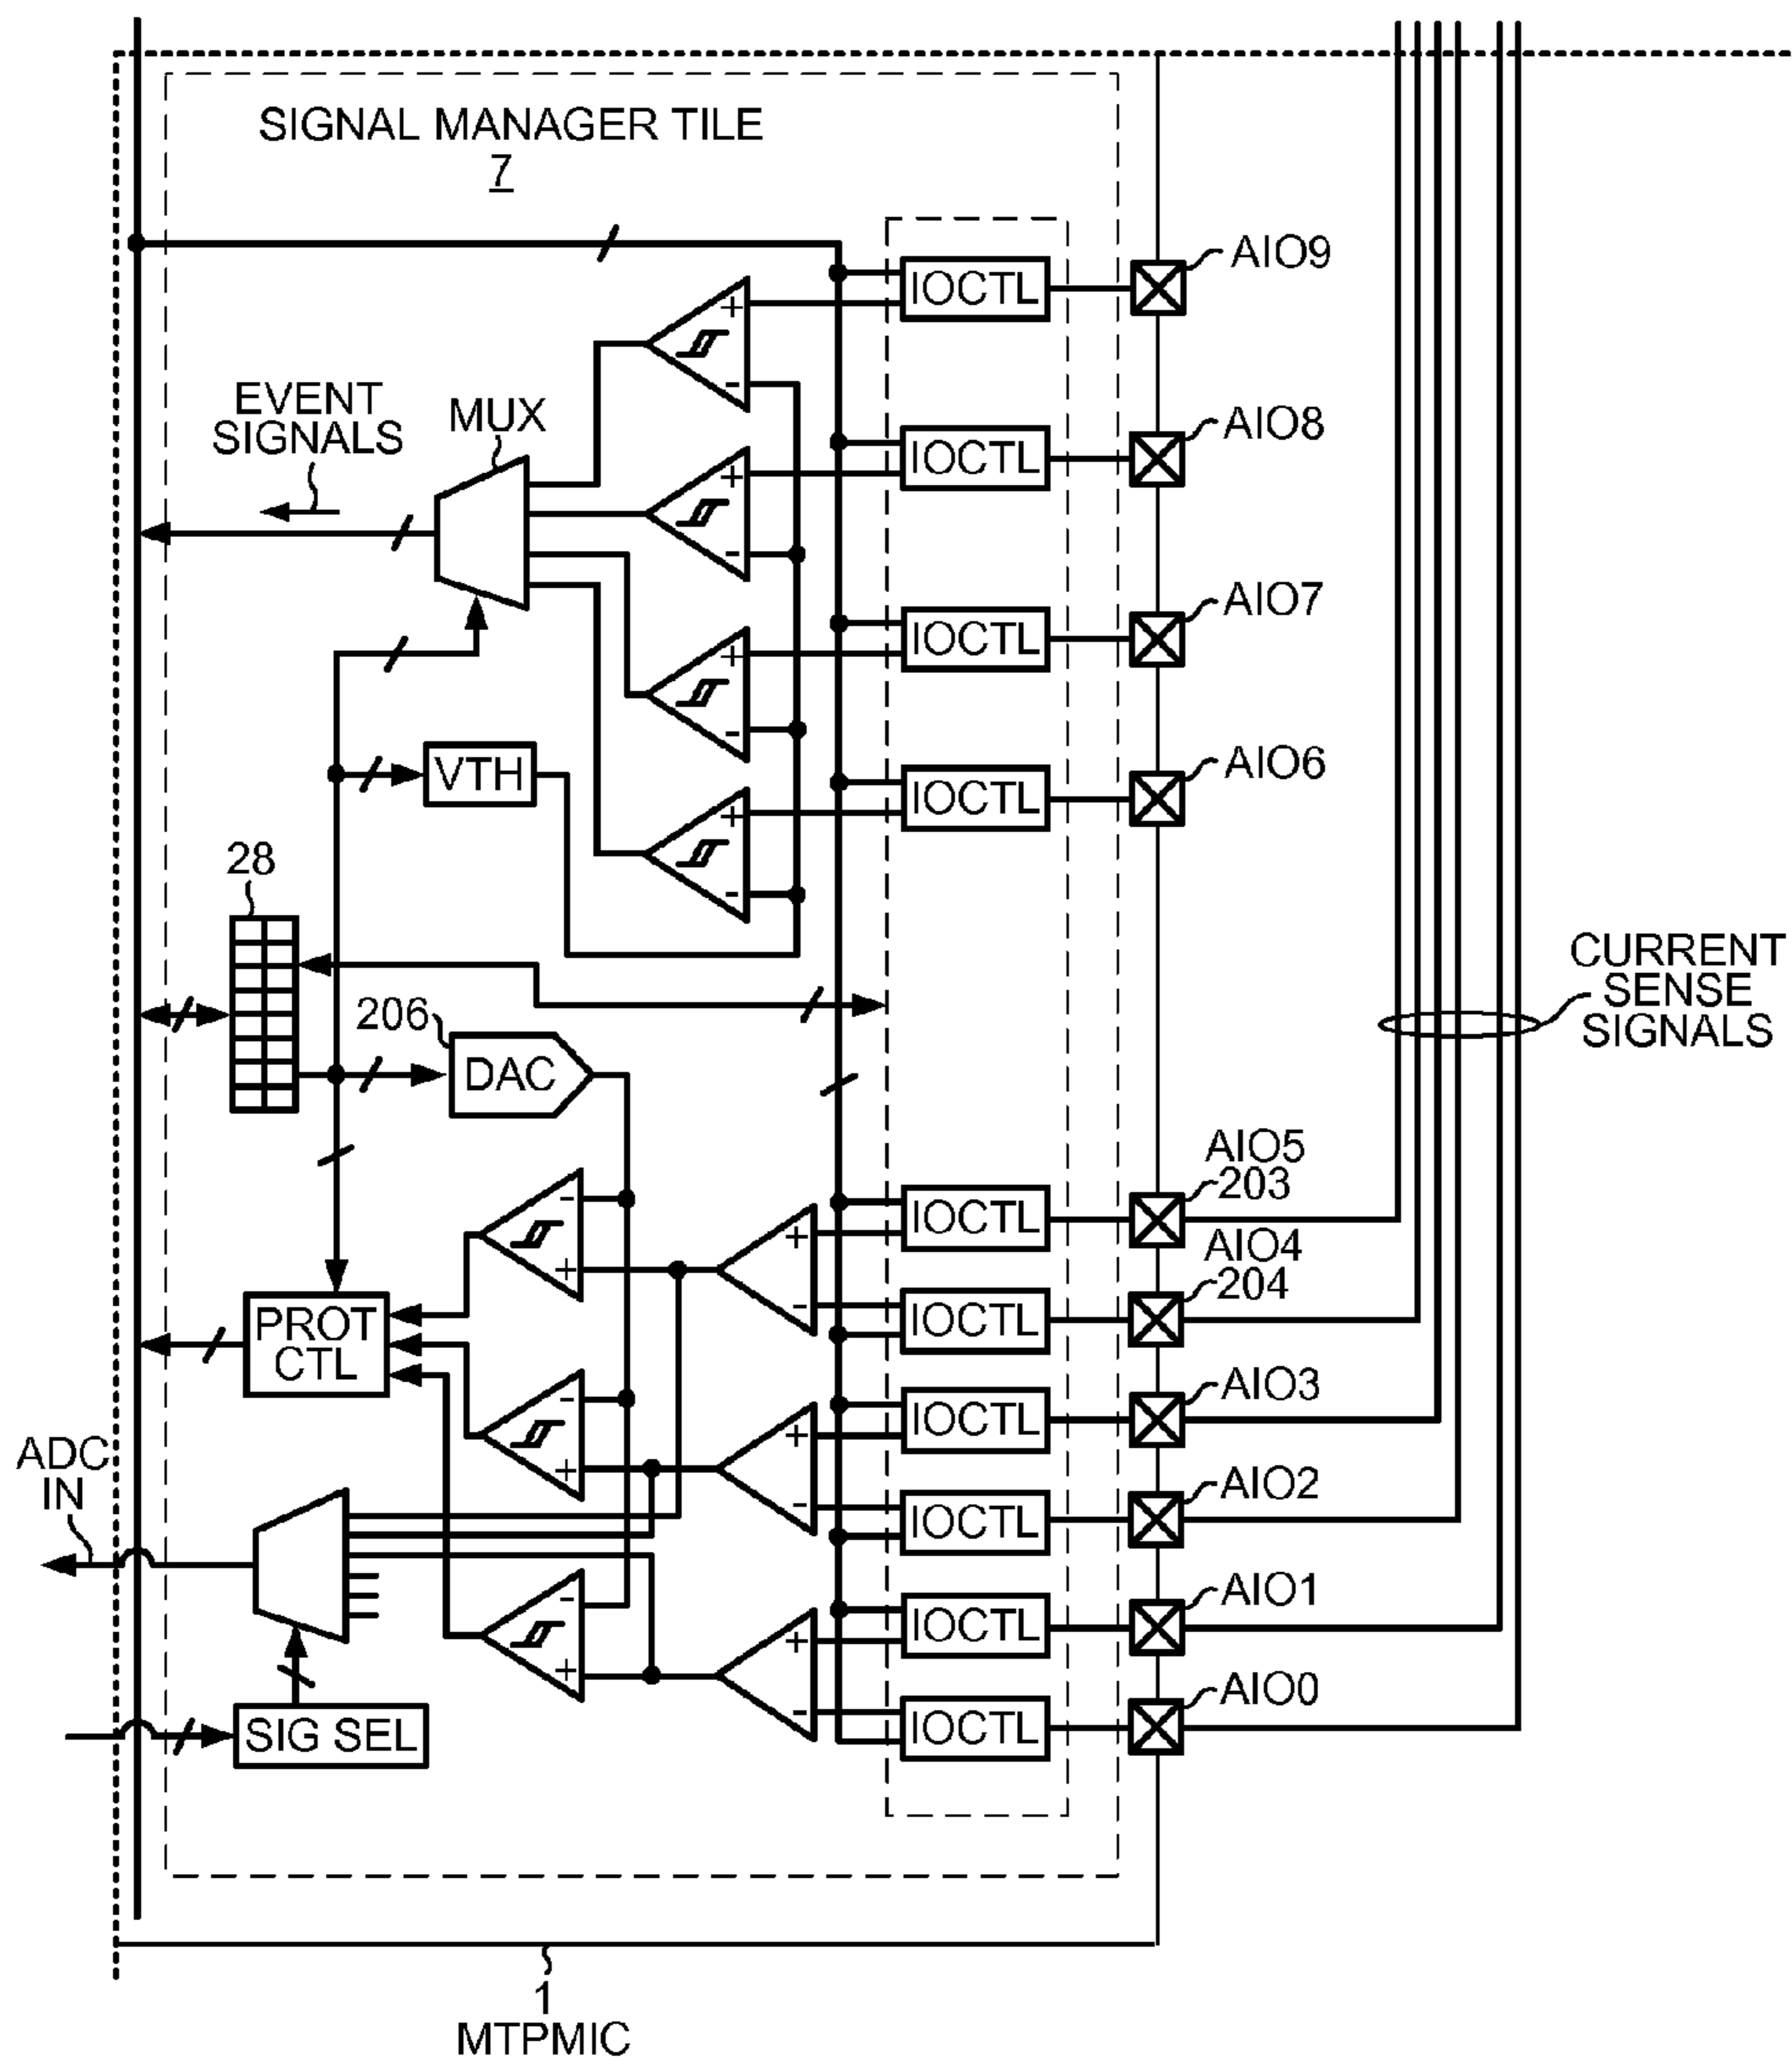 SIGNAL MANAGER TILE
7
IOCTL
AIO9
+
-
EVENT
SIGNALS
MUX
IOCTL
AIO8
+
-
IOCTL
AIO7
+
-
VTH
IOCTL
AIO6
+
-
28
206
DAC
CURRENT
SENSE
SIGNALS
AIO5
203
IOCTL
-
+
+
-
AIO4
204
IOCTL
PROT
CTL
AIO3
IOCTL
-
+
+
-
AIO2
IOCTL
ADC
IN
AIO1
IOCTL
-
+
+
-
AIO0
IOCTL
SIG SEL
1
MTPMIC